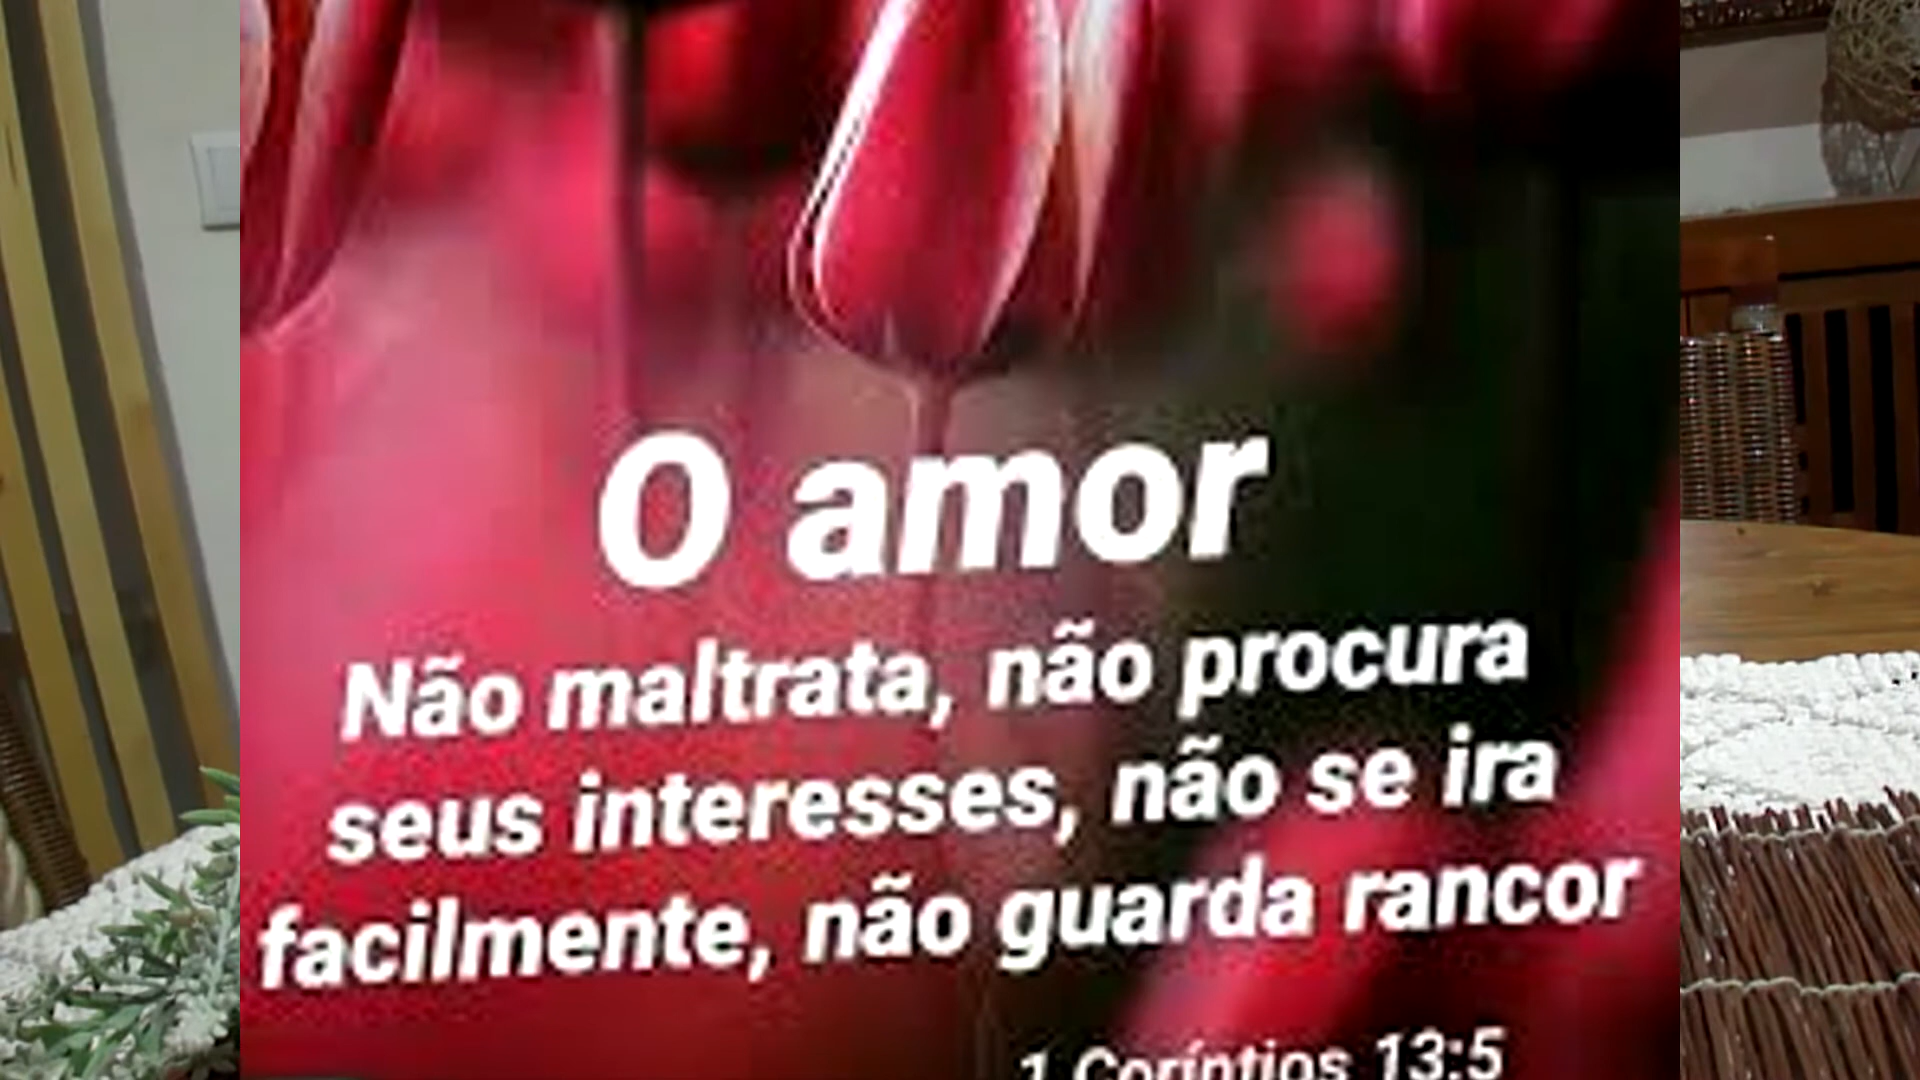 O amor
Não maltrata, não procura
seus interesses, não se ira
facilmente, não guarda rancor
1 Coríntios 13:5